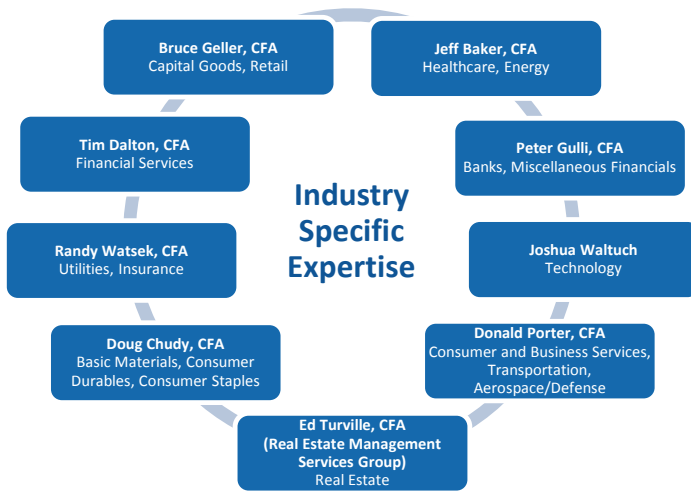 Bruce Geller, CFA
Capital Goods, Retail
Jeff Baker, CFA
Healthcare, Energy
Tim Dalton, CFA
Financial Services
Peter Gulli, CFA
Banks, Miscellaneous Financials
Industry
Specific
Expertise
Randy Watsek, CFA
Utilities, Insurance
Joshua Waltuch
Technology
Doug Chudy, CFA
Basic Materials, Consumer
Durables, Consumer Staples
Donald Porter, CFA
Consumer and Business Services,
Transportation,
Aerospace/Defense
Ed Turville, CFA
(Real Estate Management
Services Group)
Real Estate